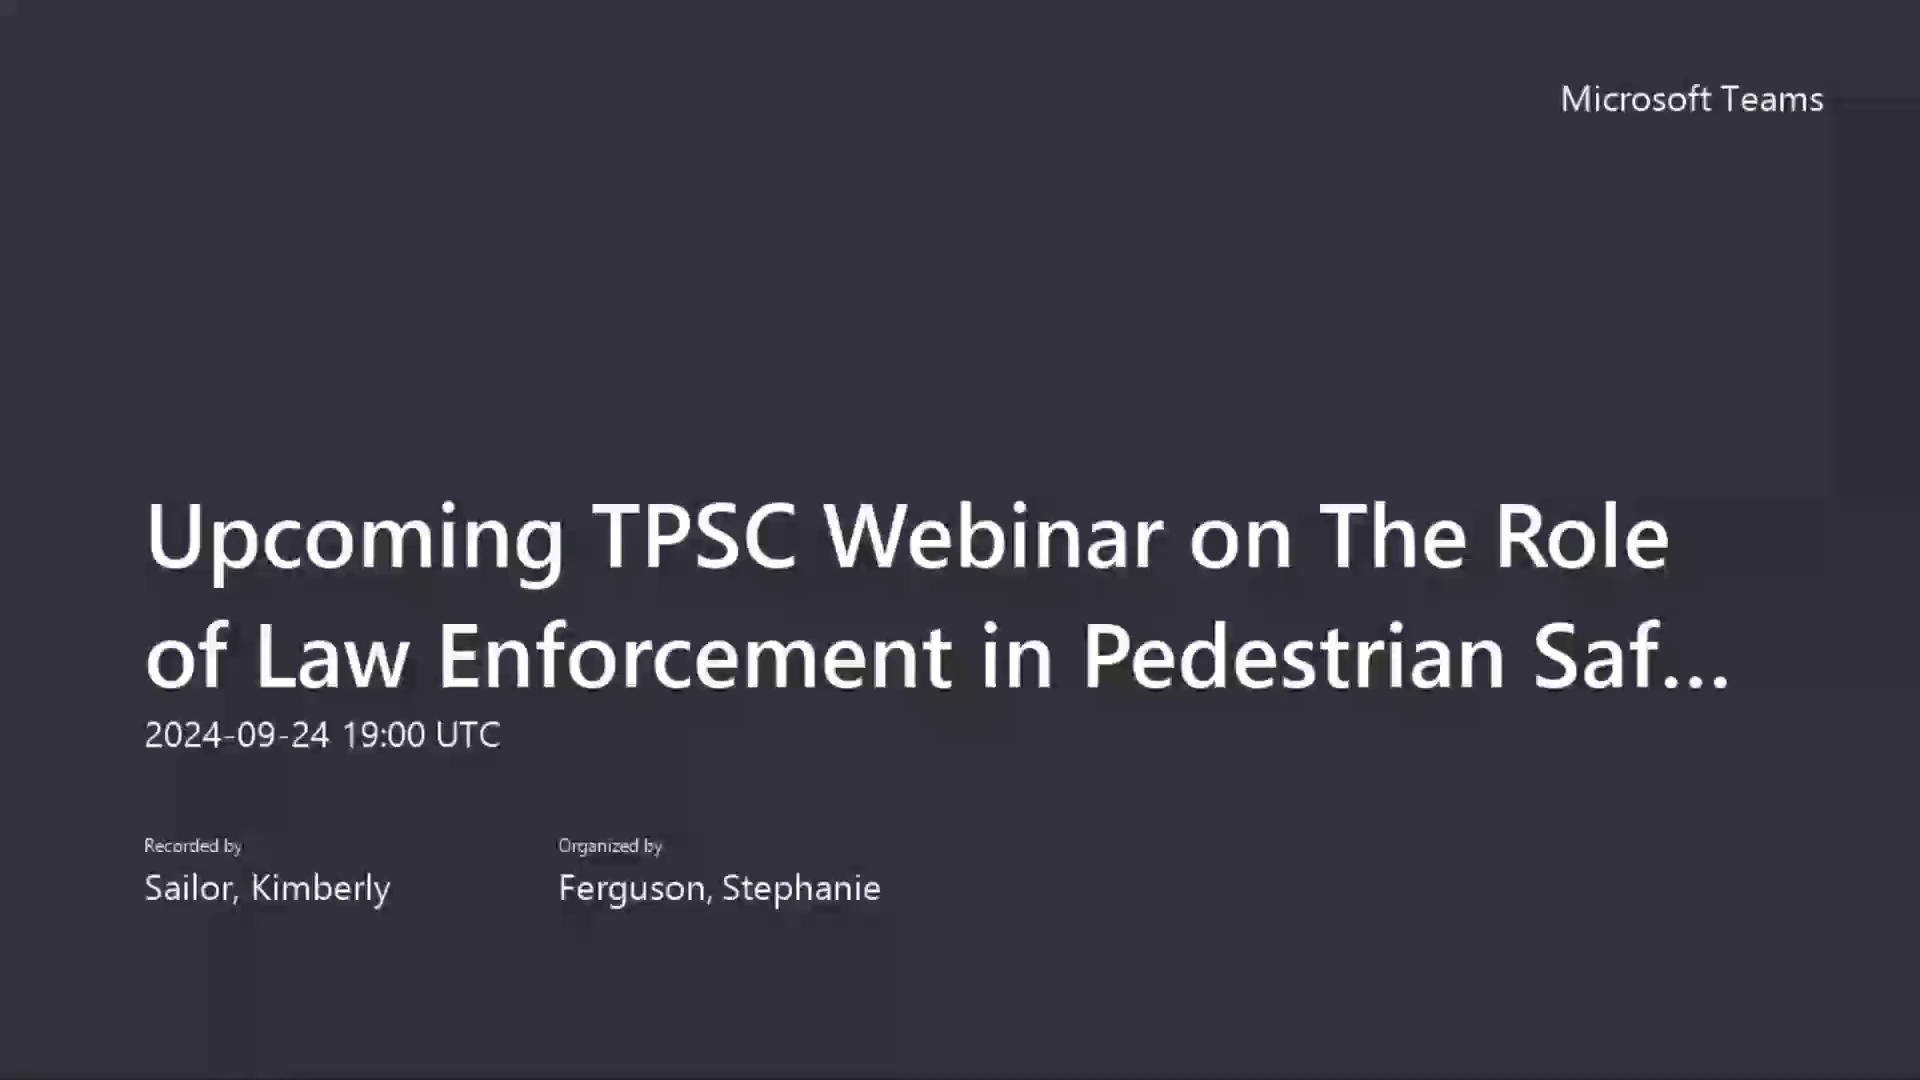 Microsoft Teams
Upcoming TPSC Webinar on The Role
of Law Enforcement in Pedestrian Saf...
2024-09-24 19:00 UTC
Recorded by
Sailor, Kimberly
Organized by
Ferguson, Stephanie